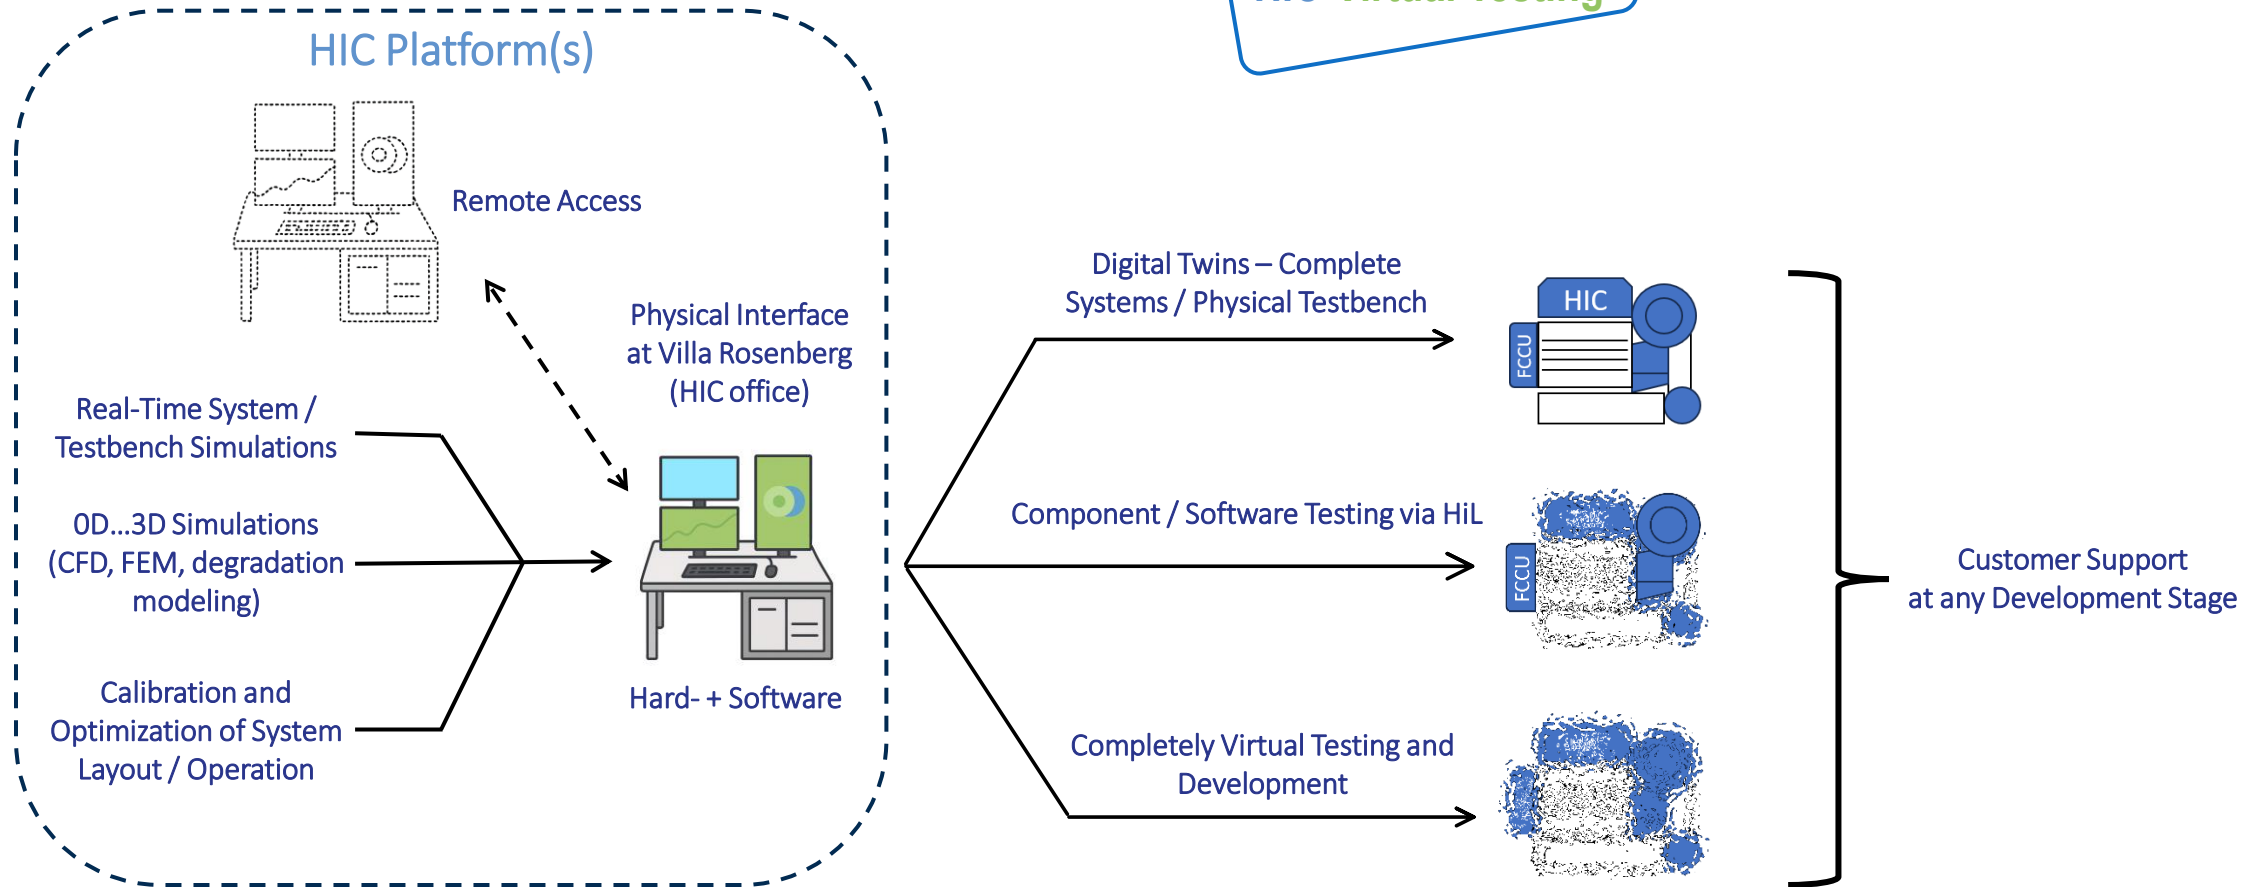 HIC Virtual Testing
HIC Platform(s)
Remote Access
Physical Interface
at Villa Rosenberg
(HIC office)
Real-Time System /
Testbench Simulations
0D...3D Simulations
(CFD, FEM, degradation
modeling)
Calibration and
Optimization of System
Layout / Operation
Hard- + Software
Digital Twins – Complete
Systems / Physical Testbench
HIC
FCCU
Component / Software Testing via HiL
FCCU
Completely Virtual Testing and
Development
Customer Support
at any Development Stage